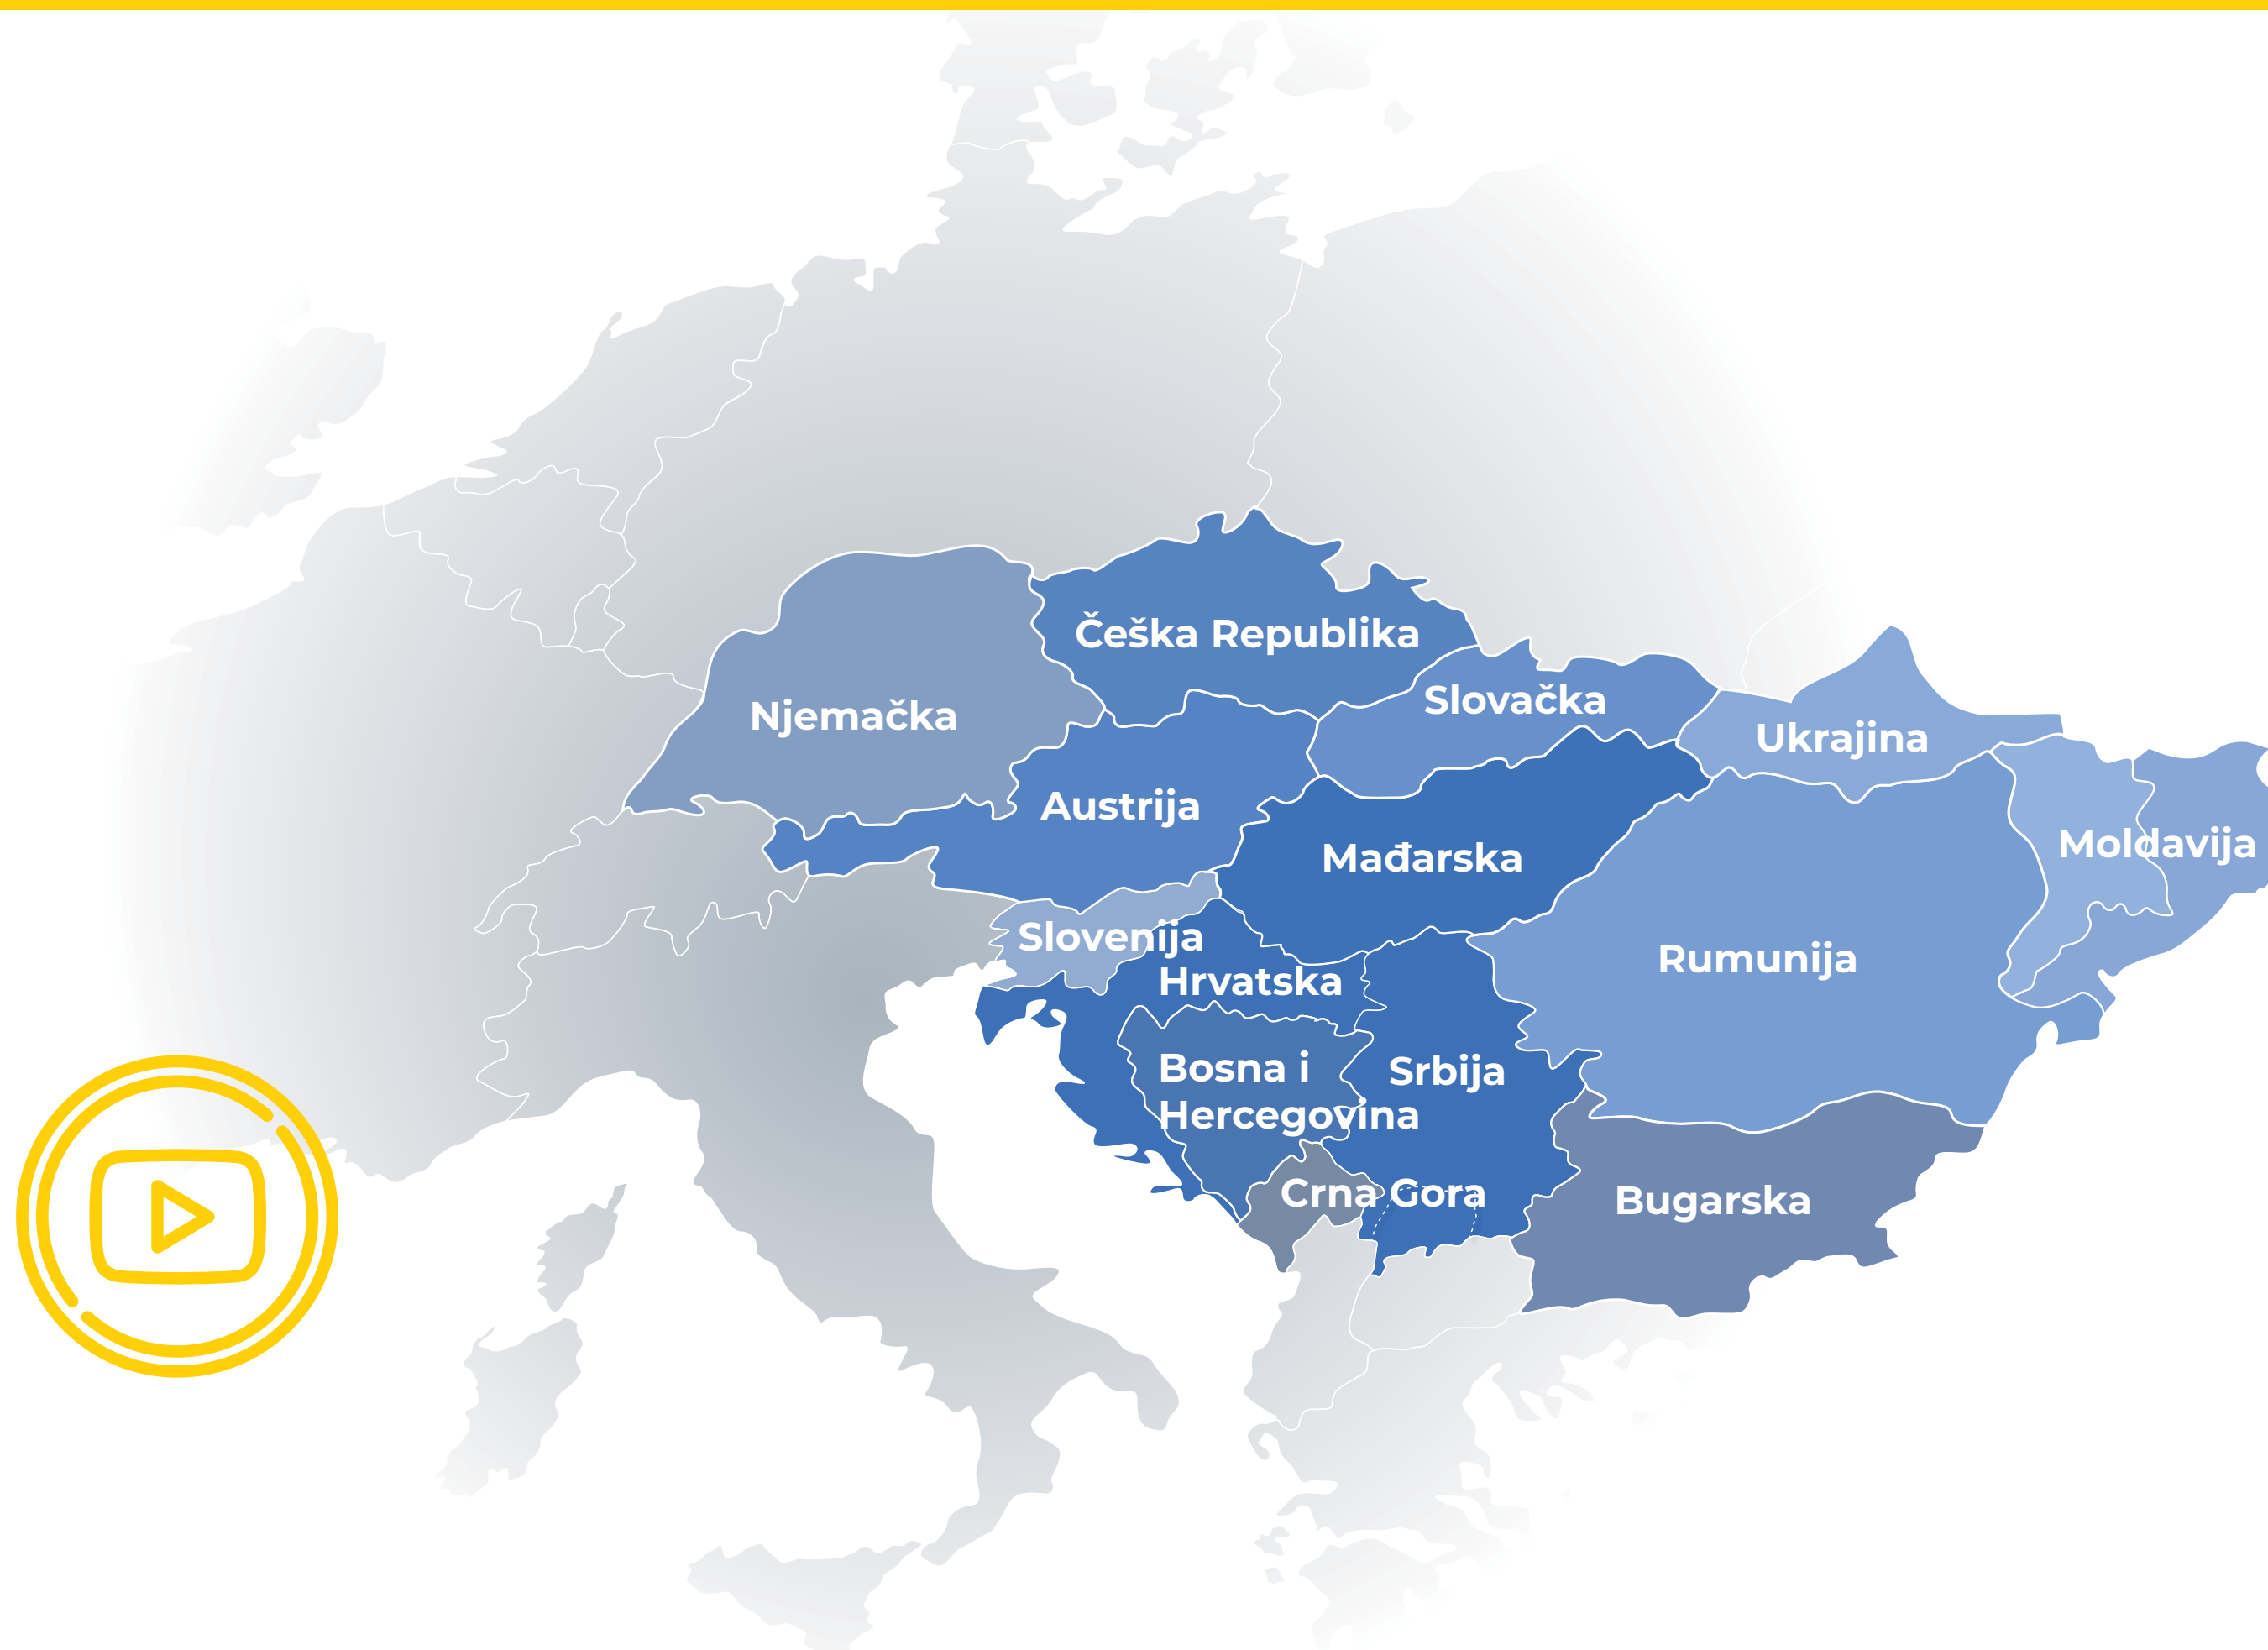 Češka Republika
Slovačka
Njemačka
Ukrajina
Austrija
Moldavija
Mađarska
Slovenija
Rumunija
Hrvatska
Bosna i
Hercegovina
Srbija
Crna Gora
Bugarska